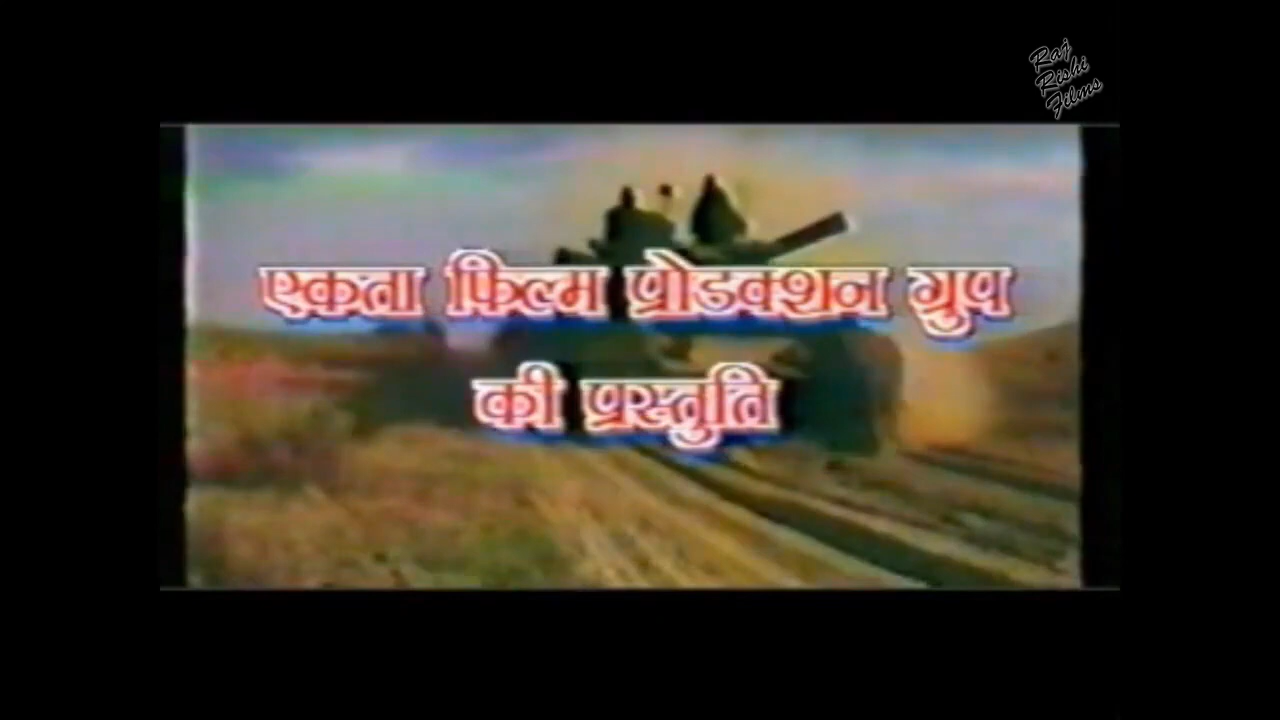 Raj
Rishi
Films
एकता फिल्म प्रोडक्शन ग्रुप
की प्रस्तुति